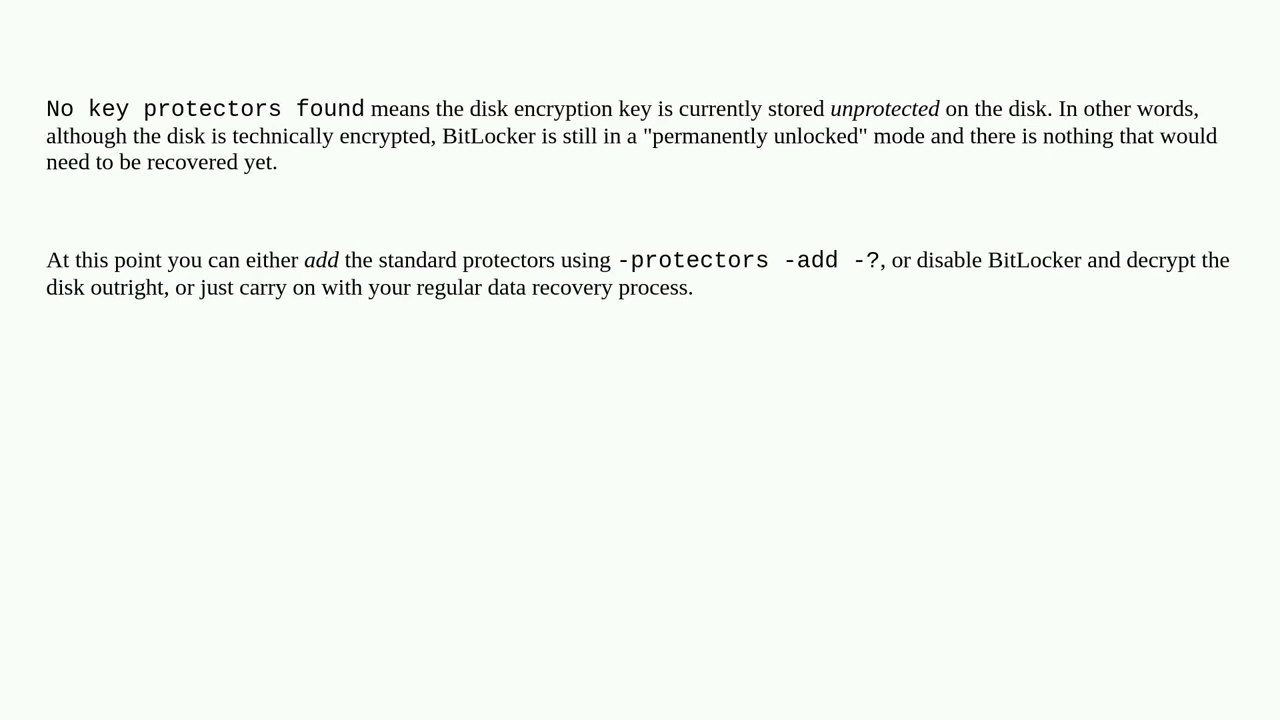 No key protectors found means the disk encryption key is currently stored unprotected on the disk. In other words,
although the disk is technically encrypted, BitLocker is still in a "permanently unlocked" mode and there is nothing that would
need to be recovered yet.
At this point you can either add the standard protectors using -protectors -add -?, or disable BitLocker and decrypt the
disk outright, or just carry on with your regular data recovery process.